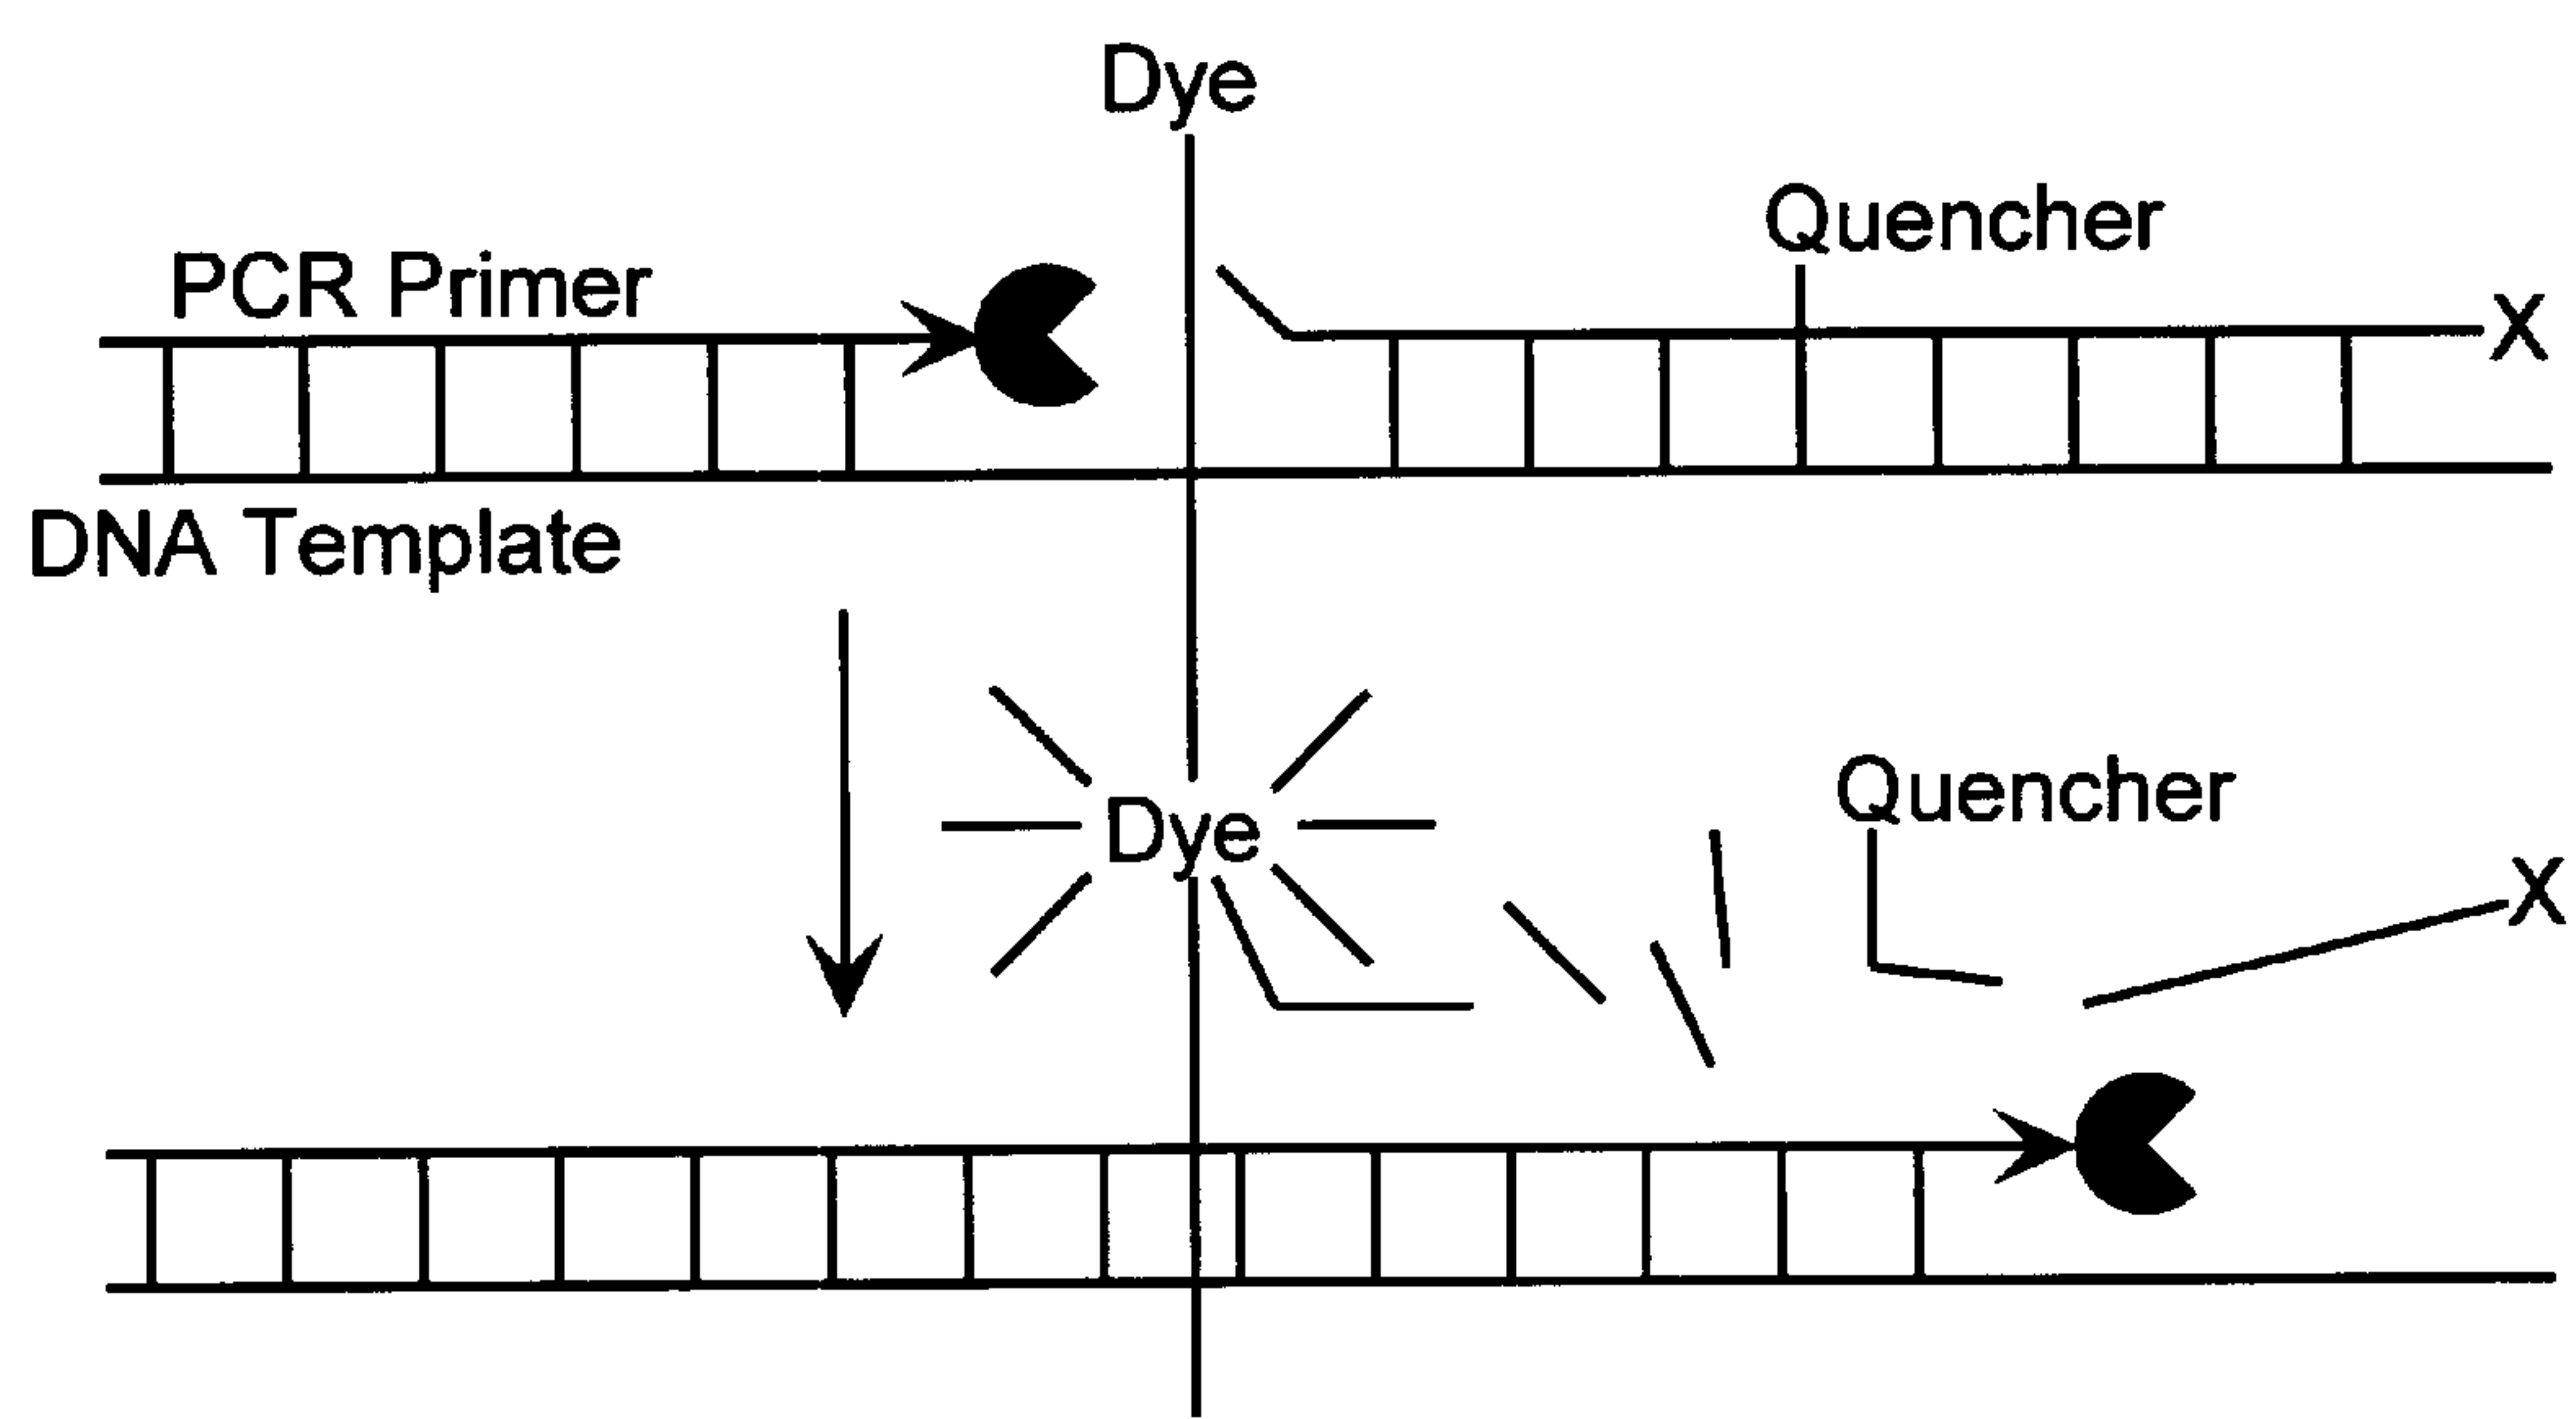 Dye
Quencher
PCR Primer
X
DNA Template
Quencher
Dye
X